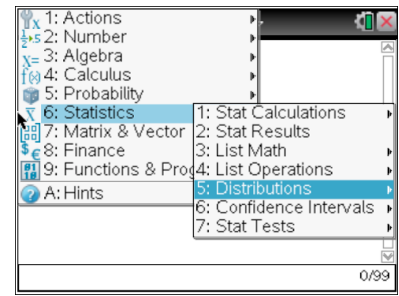 1: Actions
2: Number
3: Algebra
4: Calculus
5: Probability
6: Statistics
7: Matrix & Vector
8: Finance
9: Functions & Prog
A: Hints
1: Stat Calculations
2: Stat Results
3: List Math
4: List Operations
5: Distributions
6: Confidence Intervals
7: Stat Tests
0/99